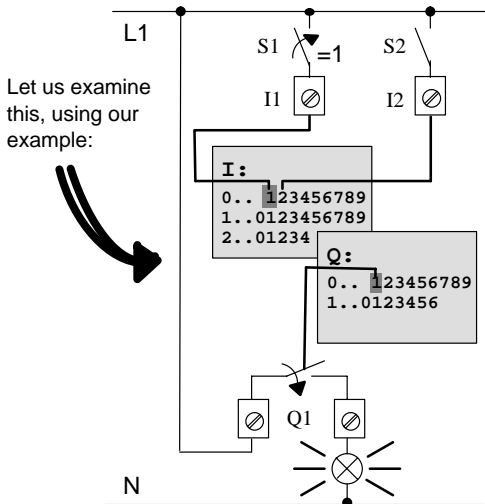 L1
S1
=1
S2
I1
I2
Let us examine
this, using our
example:
I:
0.. 123456789
1..0123456789
2..01234
Q:
0.. 123456789
1..0123456
Q1
N